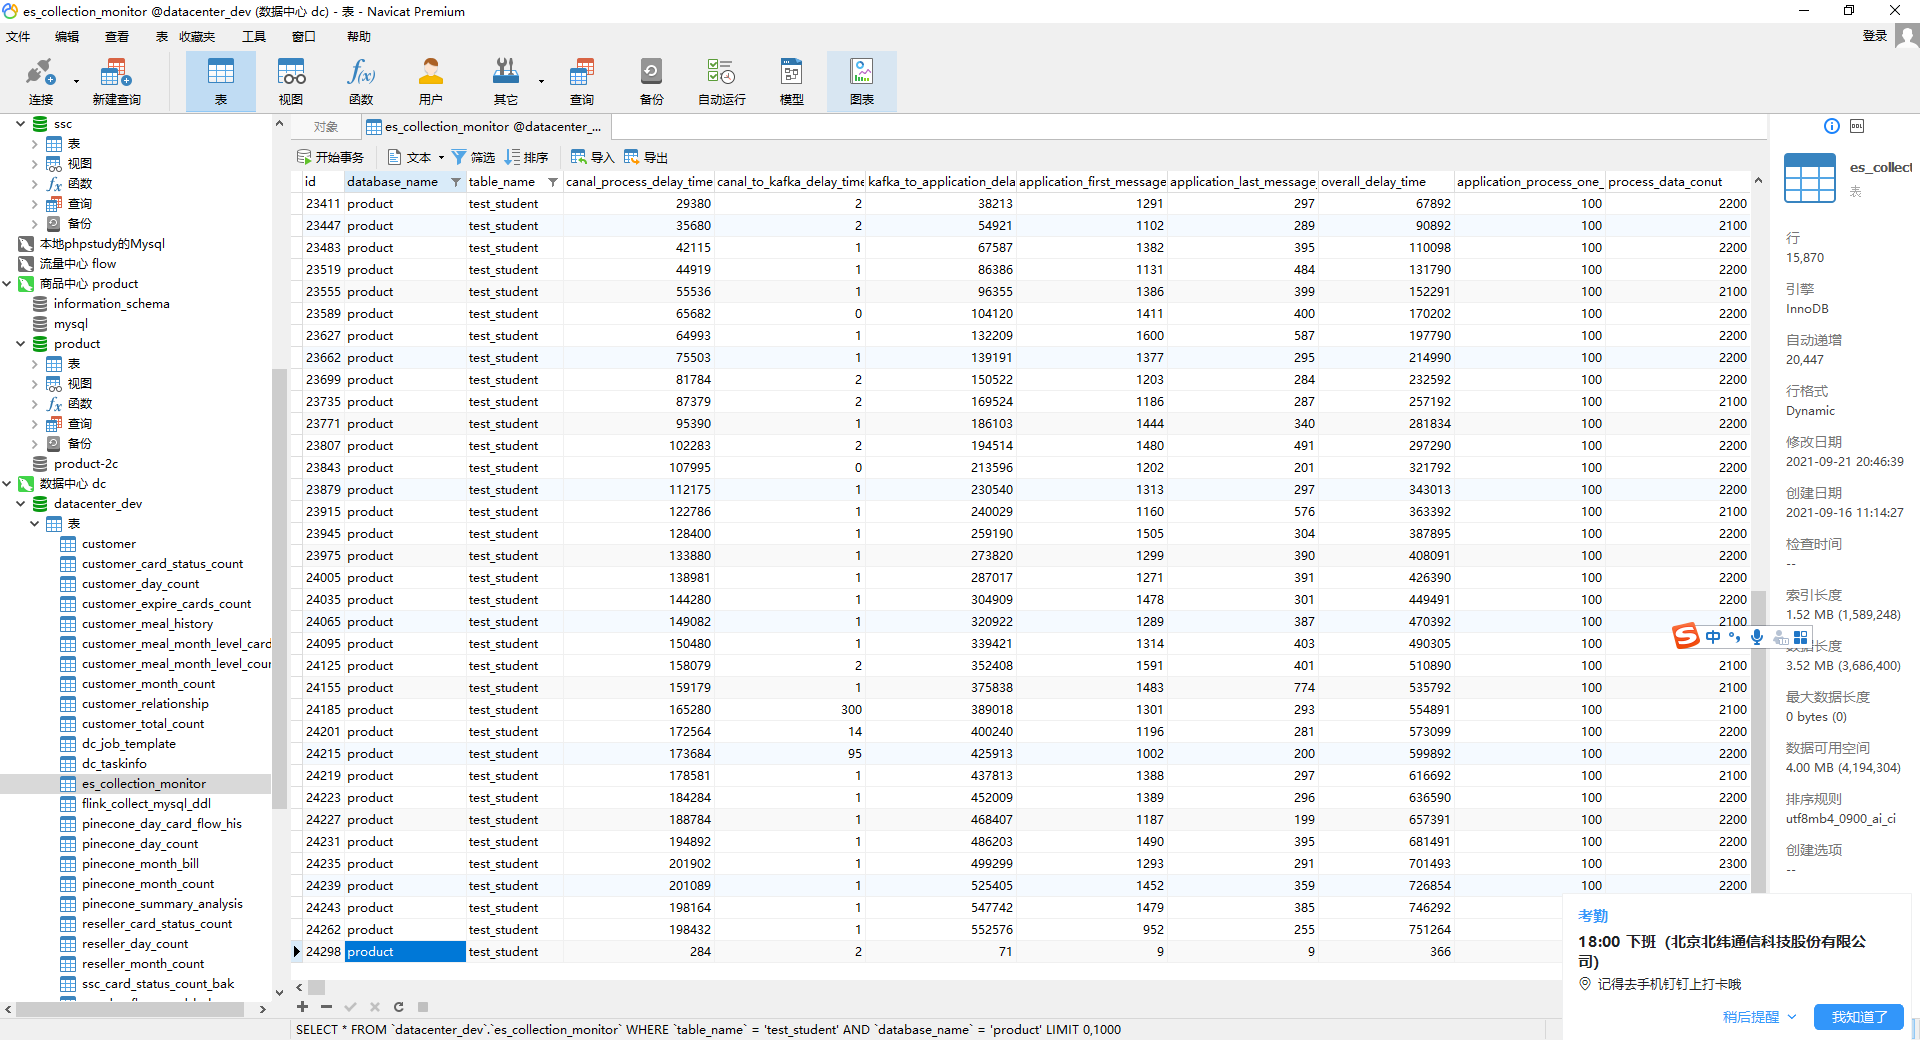 es_collection_monitor @datacenter_dev (数据中心 dc) - 表 - Navicat Premium
文件 编辑 查看 表 收藏夹 工具 窗口 帮助 登录
连接 新建查询 表 视图 函数 用户 其它 查询 备份 自动运行 模型 图表
ssc
表
视图
函数
查询
备份
本地phpstudy的Mysql
流量中心 flow
商品中心 product
information_schema
mysql
product
表
视图
函数
查询
备份
product-2c
数据中心 dc
datacenter_dev
表
customer
customer_card_status_count
customer_day_count
customer_expire_cards_count
customer_meal_history
customer_meal_month_level_card
customer_meal_month_level_cour
customer_month_count
customer_relationship
customer_total_count
dc_job_template
dc_taskinfo
es_collection_monitor
flink_collect_mysql_ddl
pinecone_day_card_flow_his
pinecone_day_count
pinecone_month_bill
pinecone_month_count
pinecone_summary_analysis
reseller_card_status_count
reseller_day_count
reseller_month_count
ssc_card_status_count_bak
对象 es_collection_monitor @datacenter_...
开始事务 文本 筛选 排序 导入 导出
id database_name table_name canal_process_delay_time canal_to_kafka_delay_time kafka_to_application_dela application_first_message application_last_message overall_delay_time application_process_one_ process_data_conut
23411 product test_student 29380 2 38213 1291 297 67892 100 2200
23447 product test_student 35680 2 54921 1102 289 90892 100 2100
23483 product test_student 42115 1 67587 1382 395 110098 100 2200
23519 product test_student 44919 1 86386 1131 484 131790 100 2200
23555 product test_student 55536 1 96355 1386 399 152291 100 2100
23589 product test_student 65682 0 104120 1411 400 170202 100 2200
23627 product test_student 64993 1 132209 1600 587 197790 100 2200
23662 product test_student 75503 1 139191 1377 295 214990 100 2200
23699 product test_student 81784 2 150522 1203 284 232592 100 2200
23735 product test_student 87379 2 169524 1186 287 257192 100 2100
23771 product test_student 95390 1 186103 1444 340 281834 100 2200
23807 product test_student 102283 2 194514 1480 491 297290 100 2200
23843 product test_student 107995 0 213596 1202 201 321792 100 2200
23879 product test_student 112175 1 230540 1313 297 343013 100 2200
23915 product test_student 122786 1 240029 1160 576 363392 100 2100
23945 product test_student 128400 1 259190 1505 304 387895 100 2200
23975 product test_student 133880 1 273820 1299 390 408091 100 2200
24005 product test_student 138981 1 287017 1271 391 426390 100 2200
24035 product test_student 144280 1 304909 1478 301 449491 100 2200
24065 product test_student 149082 1 320922 1289 387 470392 100 2100
24095 product test_student 150480 1 339421 1314 403 490305 100
24125 product test_student 158079 2 352408 1591 401 510890 100 2100
24155 product test_student 159179 1 375838 1483 774 535792 100 2100
24185 product test_student 165280 300 389018 1301 293 554891 100 2100
24201 product test_student 172564 14 400240 1196 281 573099 100 2200
24215 product test_student 173684 95 425913 1002 200 599892 100 2200
24219 product test_student 178581 1 437813 1388 297 616692 100 2100
24223 product test_student 184284 1 452009 1389 296 636590 100 2200
24227 product test_student 188784 1 468407 1187 199 657391 100 2200
24231 product test_student 194892 1 486203 1490 395 681491 100 2200
24235 product test_student 201902 1 499299 1293 291 701493 100 2300
24239 product test_student 201089 1 525405 1452 359 726854 100 2200
24243 product test_student 198164 1 547742 1479 385 746292
24262 product test_student 198432 1 552576 952 255 751264
24298 product test_student 284 2 71 9 9 366
SELECT * FROM `datacenter_dev`.`es_collection_monitor` WHERE `table_name` = 'test_student' AND `database_name` = 'product' LIMIT 0,1000
DDL
es_collect
表
行
15,870
引擎
InnoDB
自动递增
20,447
行格式
Dynamic
修改日期
2021-09-21 20:46:39
创建日期
2021-09-16 11:14:27
检查时间
--
索引长度
1.52 MB (1,589,248)
中
数据长度
3.52 MB (3,686,400)
最大数据长度
0 bytes (0)
数据可用空间
4.00 MB (4,194,304)
排序规则
utf8mb4_0900_ai_ci
创建选项
--
考勤
18:00 下班（北京北纬通信科技股份有限公
司）
记得去手机钉钉上打卡哦
稍后提醒 我知道了